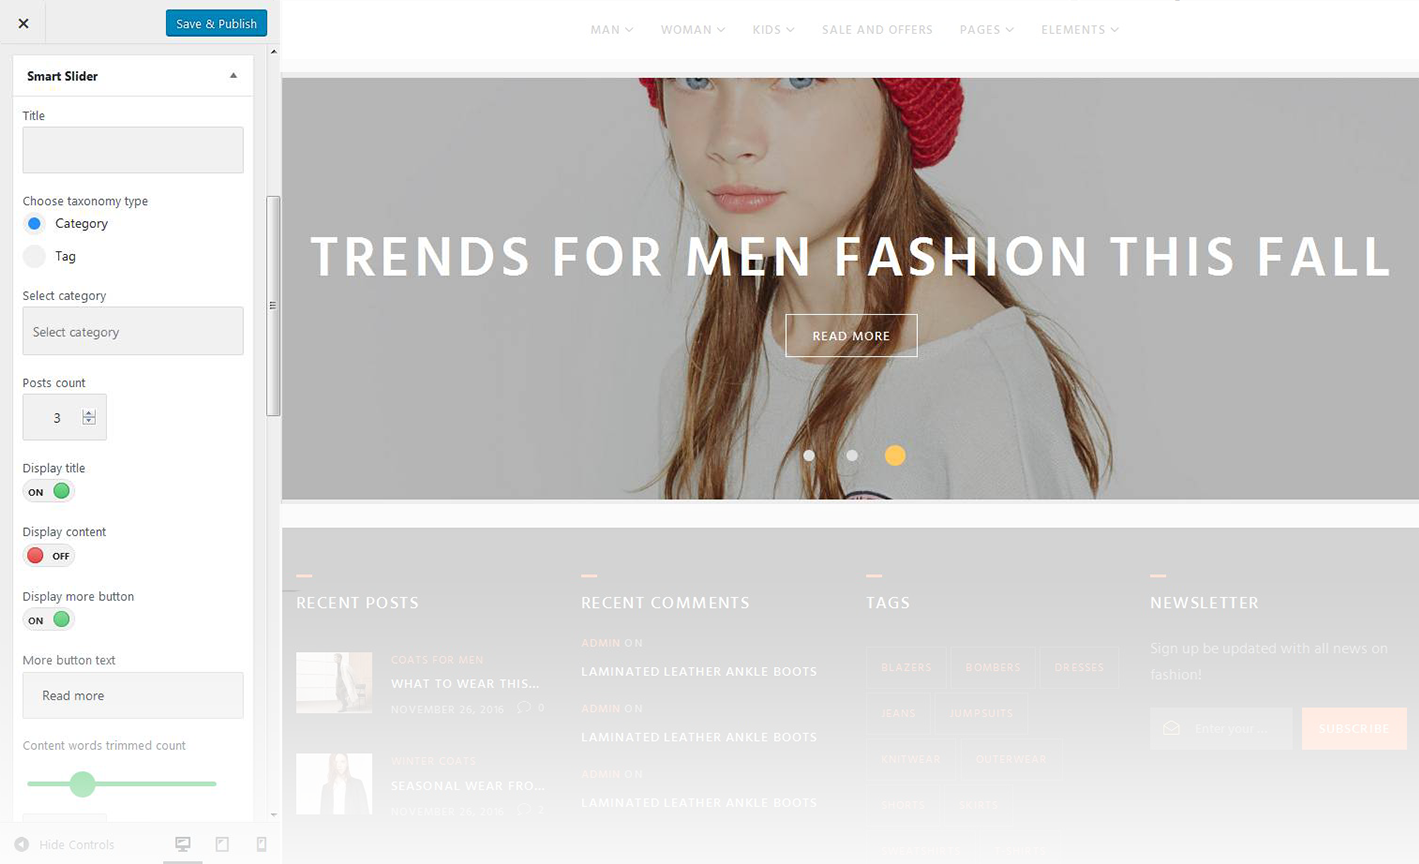 Save & Publish
Smart Slider
Title
Choose taxonomy type
Category
Tag
Select category
Select category
Posts count
3
Display title
ON
Display content
OFF
Display more button
ON
More button text
Read more
Content words trimmed count
Hide Controls
MAN WOMAN KIDS SALE AND OFFERS PAGES ELEMENTS
TRENDS FOR MEN FASHION THIS FALL
READ MORE
RECENT POSTS
COATS FOR MEN
WHAT TO WEAR THIS...
NOVEMBER 25, 2016 0
WINTER COATS
SEASONAL WEAR FRO...
NOVEMBER 25, 2016 2
RECENT COMMENTS
ADMIN ON
LAMINATED LEATHER ANKLE BOOTS
ADMIN ON
LAMINATED LEATHER ANKLE BOOTS
ADMIN ON
LAMINATED LEATHER ANKLE BOOTS
TAGS
BLAZERS BOMBERS DRESSES
JEANS JUMPSUITS
KNITWEAR OUTERWEAR
SHORTS SKIRTS
NEWSLETTER
Sign up be updated with all news on
fashion!
Enter your ... SUBSCRIBE